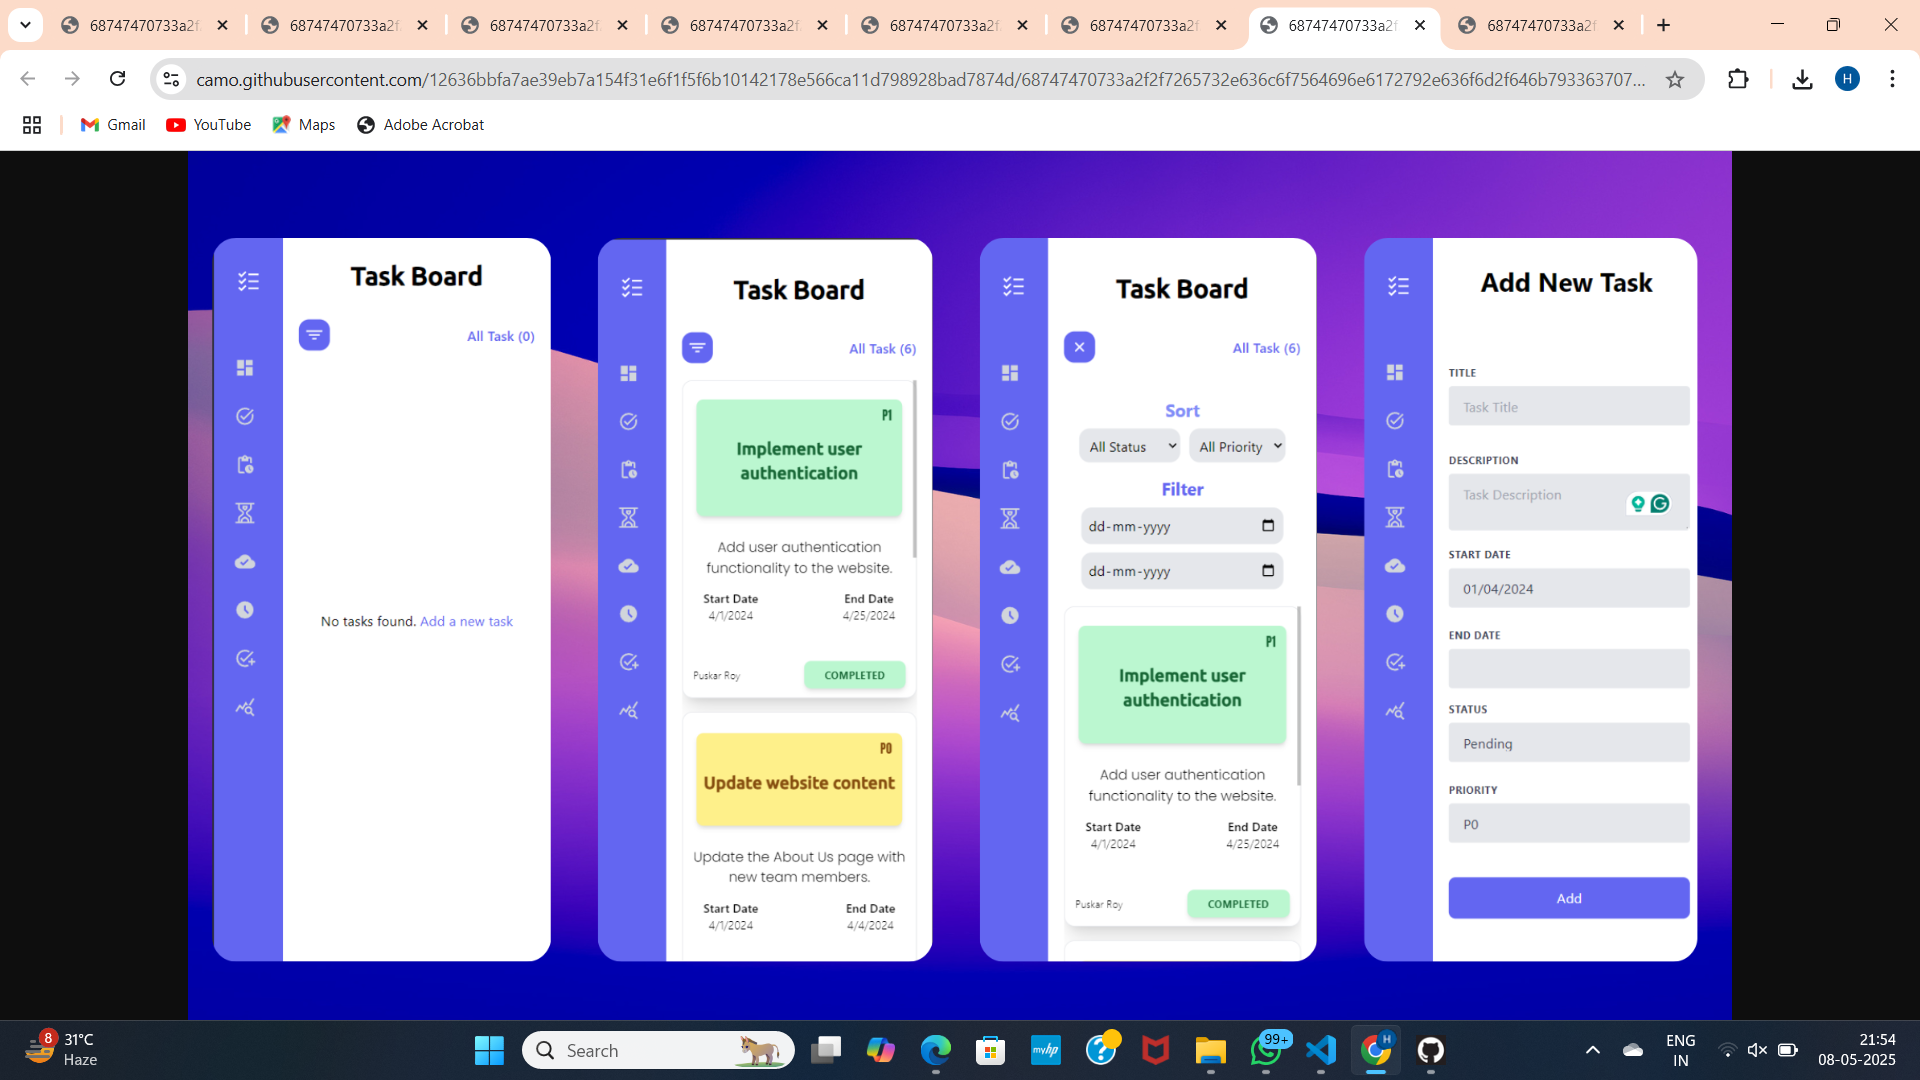 68747470733a2f
68747470733a2f
68747470733a2f
68747470733a2f
68747470733a2f
68747470733a2f
68747470733a2f
68747470733a2f
camo.githubusercontent.com/12636bbfa7ae39eb7a154f31e6f1f5f6b10142178e566ca11d798928bad7874d/68747470733a2f2f7265732e636c6f7564696e6172792e636f6d2f646b793363707...
H
Gmail
YouTube
Maps
Adobe Acrobat
Task Board
All Task (0)
No tasks found. Add a new task
Task Board
All Task (6)
P1
Implement user
authentication
Add user authentication
functionality to the website.
Start Date
End Date
4/1/2024
4/25/2024
Puskar Roy
COMPLETED
P0
Update website content
Update the About Us page with
new team members.
Start Date
End Date
4/1/2024
4/4/2024
Task Board
All Task (6)
Sort
All Status
All Priority
Filter
dd-mm-yyyy
dd-mm-yyyy
P1
Implement user
authentication
Add user authentication
functionality to the website.
Start Date
End Date
4/1/2024
4/25/2024
Puskar Roy
COMPLETED
Add New Task
TITLE
Task Title
DESCRIPTION
Task Description
START DATE
01/04/2024
END DATE
STATUS
Pending
PRIORITY
P0
Add
8
31°C
Haze
Search
myhp
99+
H
ENG
IN
21:54
08-05-2025